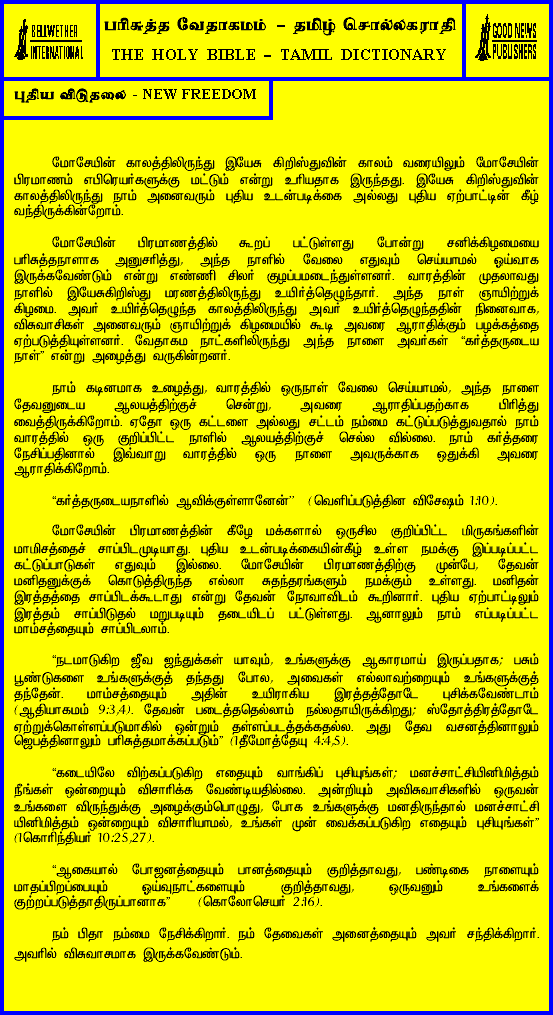 BELLWETHER
INTERNATIONAL
பரிசுத்த வேதாகமம் – தமிழ் சொல்லகராதி
THE HOLY BIBLE – TAMIL DICTIONARY
GOOD NEWS
PUBLISHERS
புதிய விடுதலை - NEW FREEDOM
மோசேயின் காலத்திலிருந்து இயேசு கிறிஸ்துவின் காலம் வரையிலும் மோசேயின்
பிரமாணம் எபிரெயர்களுக்கு மட்டும் என்று உரியதாக இருந்தது. இயேசு கிறிஸ்துவின்
காலத்திலிருந்து நாம் அனைவரும் புதிய உடன்படிக்கை அல்லது புதிய ஏற்பாட்டின் கீழ்
வந்திருக்கின்றோம்.
மோசேயின் பிரமாணத்தில் கூறப் பட்டுள்ளது போன்று சனிக்கிழமையை
பரிசுத்தநாளாக அனுசரித்து, அந்த நாளில் வேலை எதுவும் செய்யாமல் ஓய்வாக
இருக்கவேண்டும் என்று எண்ணி சிலர் குழப்பமடைந்துள்ளனர். வாரத்தின் முதலாவது
நாளில் இயேசுகிறிஸ்து மரணத்திலிருந்து உயிர்த்தெழுந்தார். அந்த நாள் ஞாயிற்றுக்
கிழமை. அவர் உயிர்த்தெழுந்த காலத்திலிருந்து அவர் உயிர்த்தெழுந்ததின் நினைவாக,
விசுவாசிகள் அனைவரும் ஞாயிற்றுக் கிழமையில் கூடி அவரை ஆராதிக்கும் பழக்கத்தை
ஏற்படுத்தியுள்ளனர். வேதாகம நாட்களிலிருந்து அந்த நாளை அவர்கள் “கர்த்தருடைய
நாள்” என்று அழைத்து வருகின்றனர்.
நாம் கடினமாக உழைத்து, வாரத்தில் ஒருநாள் வேலை செய்யாமல், அந்த நாளை
தேவனுடைய ஆலயத்திற்குச் சென்று, அவரை ஆராதிப்பதற்காக பிரித்து
வைத்திருக்கிறோம். ஏதோ ஒரு கட்டளை அல்லது சட்டம் நம்மை கட்டுப்படுத்துவதால் நாம்
வாரத்தில் ஒரு குறிப்பிட்ட நாளில் ஆலயத்திற்குச் செல்ல வில்லை. நாம் கர்த்தரை
நேசிப்பதினால் இவ்வாறு வாரத்தில் ஒரு நாளை அவருக்காக ஒதுக்கி அவரை
ஆராதிக்கிறோம்.
“கர்த்தருடையநாளில் ஆவிக்குள்ளானேன்” (வெளிப்படுத்தின விசேஷம் 1:10).
மோசேயின் பிரமாணத்தின் கீழே மக்களால் ஒருசில குறிப்பிட்ட மிருகங்களின்
மாமிசத்தைச் சாப்பிடமுடியாது. புதிய உடன்படிக்கையின்கீழ் உள்ள நமக்கு இப்படிப்பட்ட
கட்டுப்பாடுகள் எதுவும் இல்லை. மோசேயின் பிரமாணத்திற்கு முன்பே, தேவன்
மனிதனுக்குக் கொடுத்திருந்த எல்லா சுதந்தரங்களும் நமக்கும் உள்ளது. மனிதன்
இரத்தத்தை சாப்பிடக்கூடாது என்று தேவன் நோவாவிடம் கூறினார். புதிய ஏற்பாட்டிலும்
இரத்தம் சாப்பிடுதல் மறுபடியும் தடையிடப் பட்டுள்ளது. ஆனாலும் நாம் எப்படிப்பட்ட
மாம்சத்தையும் சாப்பிடலாம்.
“நடமாடுகிற ஜீவ ஐந்துக்கள் யாவும், உங்களுக்கு ஆகாரமாய் இருப்பதாக; பசும்
பூண்டுகளை உங்களுக்குத் தந்தது போல, அவைகள் எல்லாவற்றையும் உங்களுக்குத்
தந்தேன். மாம்சத்தையும் அதின் உயிராகிய இரத்தத்தோடே புசிக்கவேண்டாம்
(ஆதியாகமம் 9:3,4). தேவன் படைத்ததெல்லாம் நல்லதாயிருக்கிறது; ஸ்தோத்திரத்தோடே
ஏற்றுக்கொள்ளப்படுமாகில் ஒன்றும் தள்ளப்படத்தக்கதல்ல. அது தேவ வசனத்தினாலும்
ஜெபத்தினாலும் பரிசுத்தமாக்கப்படும்” (1தீமோத்தேயு 4:4,5).
“கடையிலே விற்கப்படுகிற எதையும் வாங்கிப் புசியுங்கள்; மனச்சாட்சியினிமித்தம்
நீங்கள் ஒன்றையும் விசாரிக்க வேண்டியதில்லை. அன்றியும் அவிசுவாசிகளில் ஒருவன்
உங்களை விருந்துக்கு அழைக்கும்பொழுது, போக உங்களுக்கு மனதிருந்தால் மனச்சாட்சி
யினிமித்தம் ஒன்றையும் விசாரியாமல், உங்கள் முன் வைக்கப்படுகிற எதையும் புசியுங்கள்”
(1கொரிந்தியர் 10:25,27).
“ஆகையால் போஜனத்தையும் பானத்தையும் குறித்தாவது, பண்டிகை நாளையும்
மாதப்பிறப்பையும் ஓய்வுநாட்களையும் குறித்தாவது, ஒருவனும் உங்களைக்
குற்றப்படுத்தாதிருப்பானாக” (கொலோசெயர் 2:16).
நம் பிதா நம்மை நேசிக்கிறார். நம் தேவைகள் அனைத்தையும் அவர் சந்திக்கிறார்.
அவரில் விசுவாசமாக இருக்கவேண்டும்.